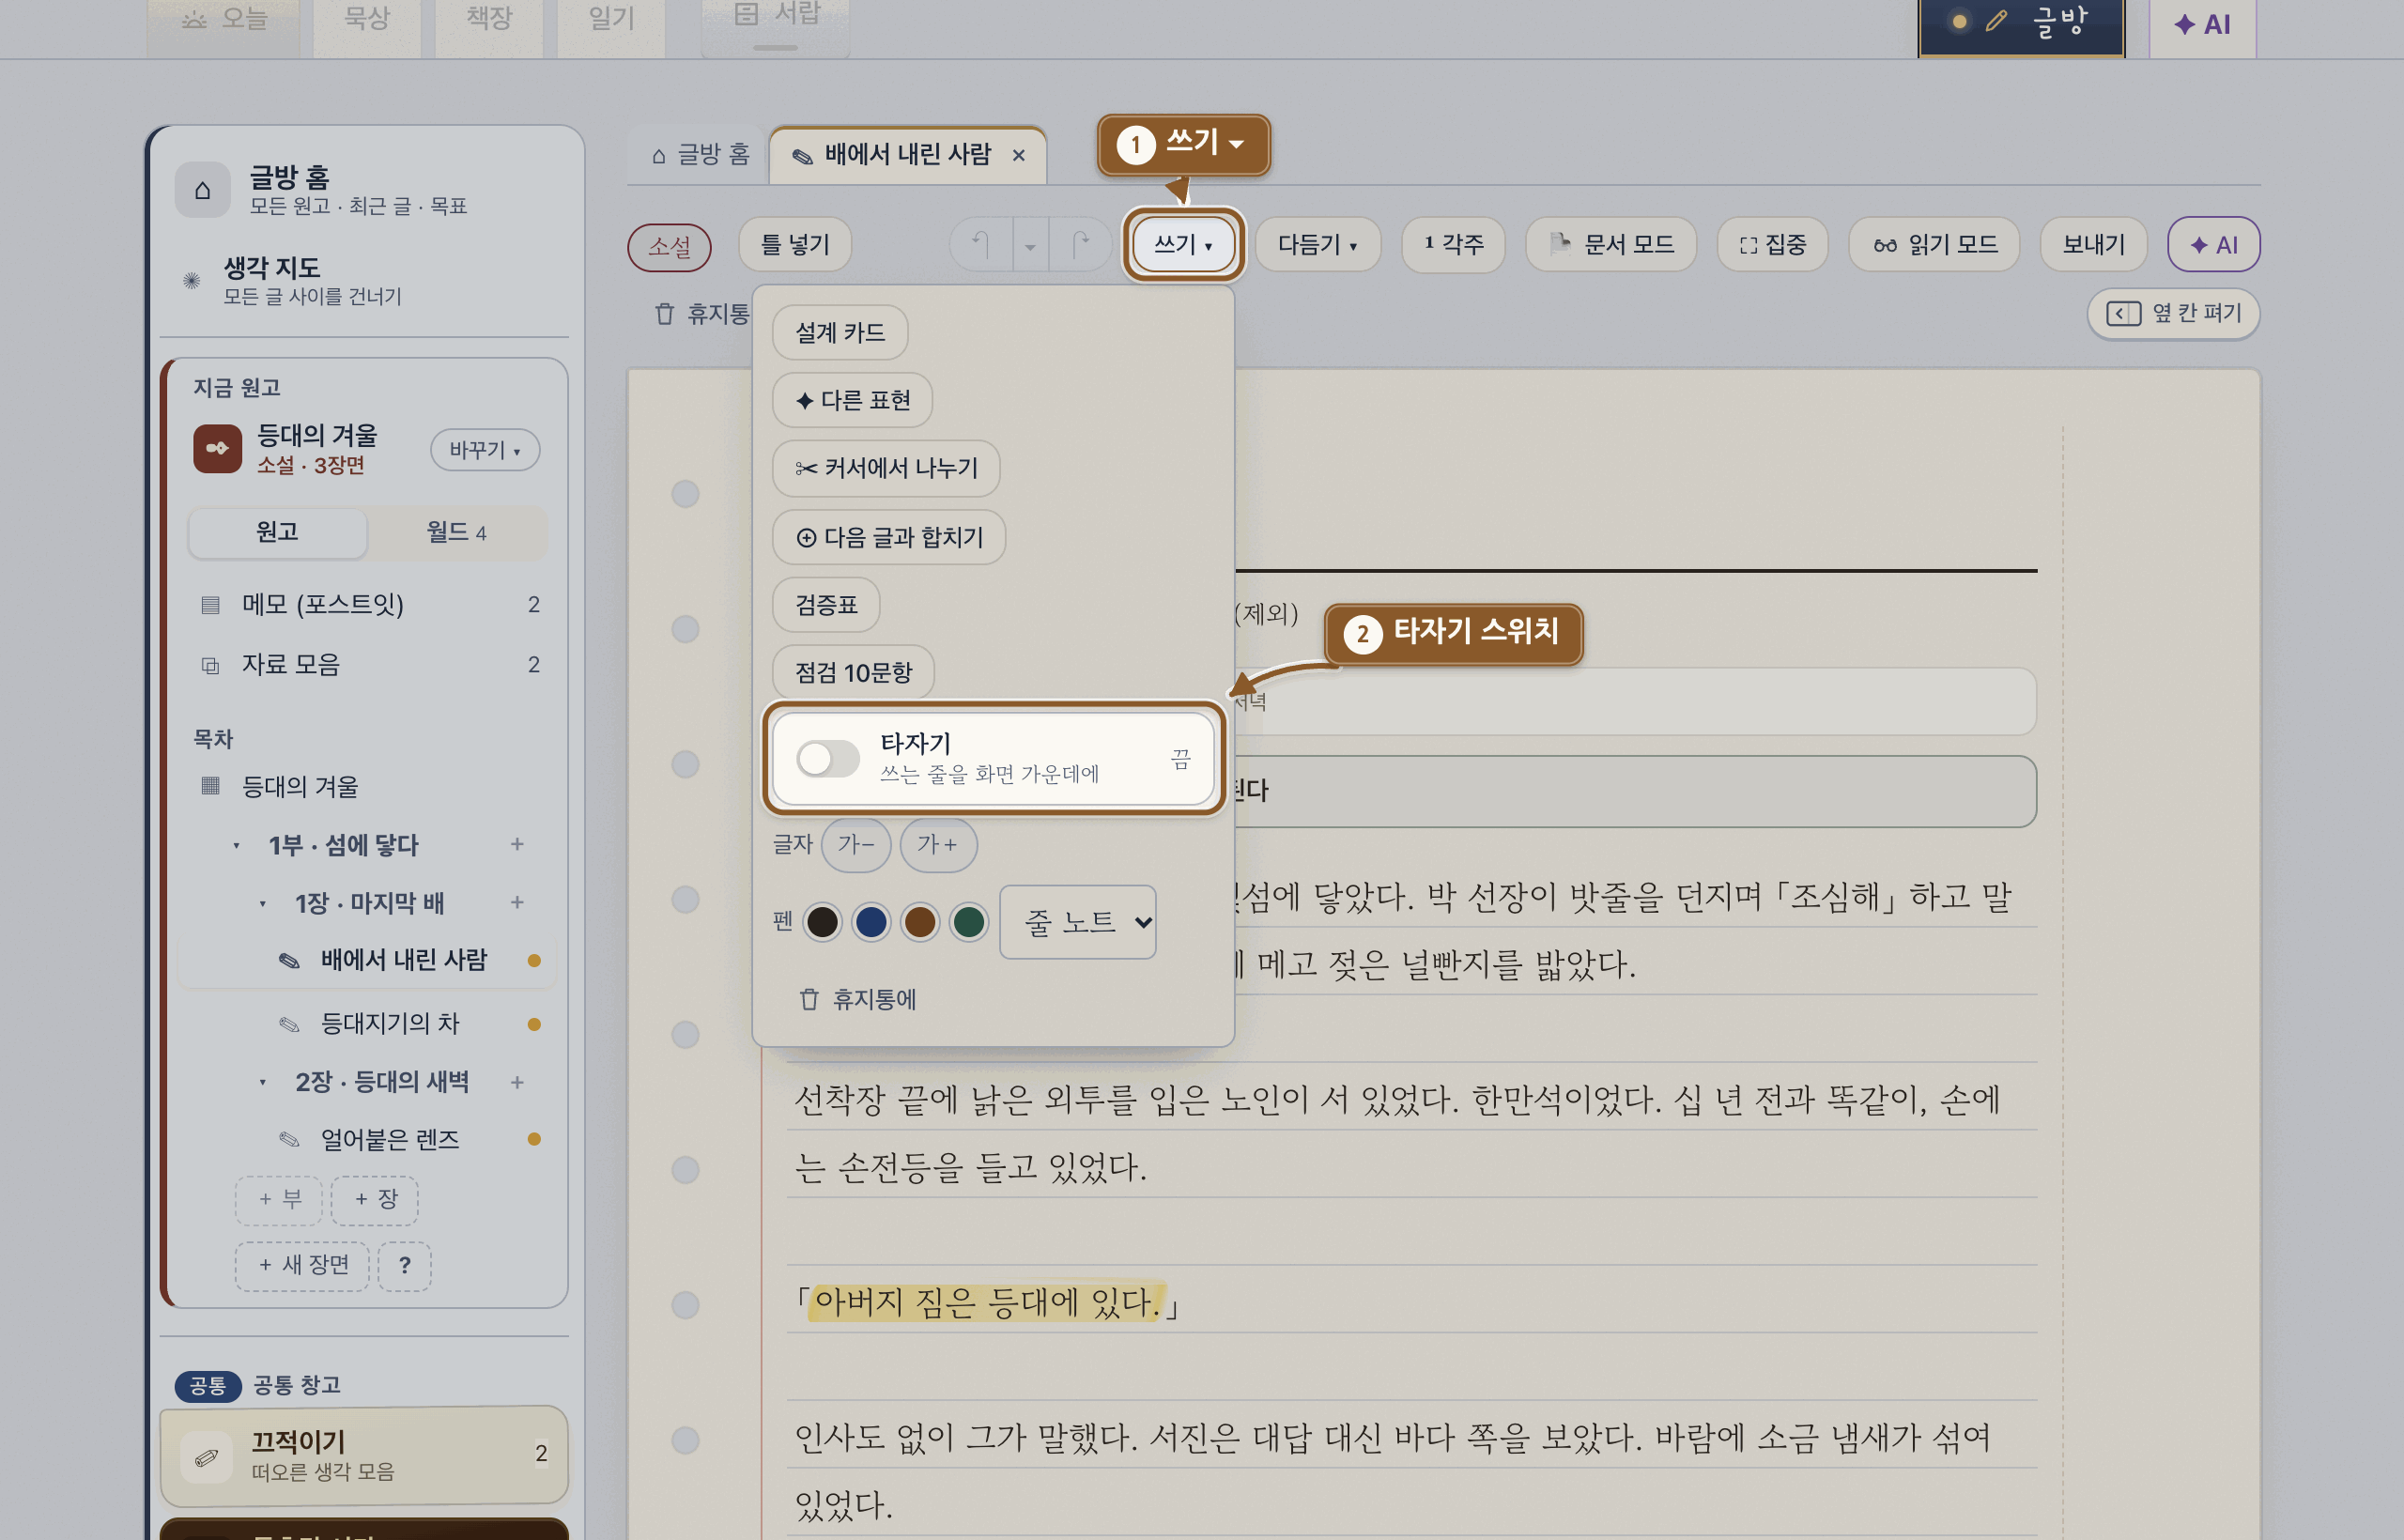 오늘
묵상
책장
일기
서랍
글방
AI
글방 홈
모든 원고 · 최근 글 · 목표
생각 지도
모든 글 사이를 건너기
지금 원고
등대의 겨울
소설 · 3장면
바꾸기
원고
월드 4
메모 (포스트잇) 2
자료 모음 2
목차
등대의 겨울
1부 · 섬에 닿다 +
1장 · 마지막 배 +
배에서 내린 사람
등대지기의 차
2장 · 등대의 새벽 +
얼어붙은 렌즈
+ 부
+ 장
+ 새 장면
?
공통 공통 창고
끄적이기 2
떠오른 생각 모음
글방 홈
배에서 내린 사람 ×
1 쓰기
소설
틀 넣기
쓰기
다듬기
1 각주
문서 모드
집중
읽기 모드
보내기
AI
휴지통
옆 칸 펴기
설계 카드
다른 표현
커서에서 나누기
다음 글과 합치기
검증표
점검 10문항
타자기
쓰는 줄을 화면 가운데에
끔
글자 가− 가+
펜 줄 노트
휴지통에
(제외)
2 타자기 스위치
섬에 닿았다. 박 선장이 밧줄을 던지며 「조심해」 하고 말
메고 젖은 널빤지를 밟았다.
선착장 끝에 낡은 외투를 입은 노인이 서 있었다. 한만석이었다. 십 년 전과 똑같이, 손에
는 손전등을 들고 있었다.
「아버지 짐은 등대에 있다.」
인사도 없이 그가 말했다. 서진은 대답 대신 바다 쪽을 보았다. 바람에 소금 냄새가 섞여
있었다.